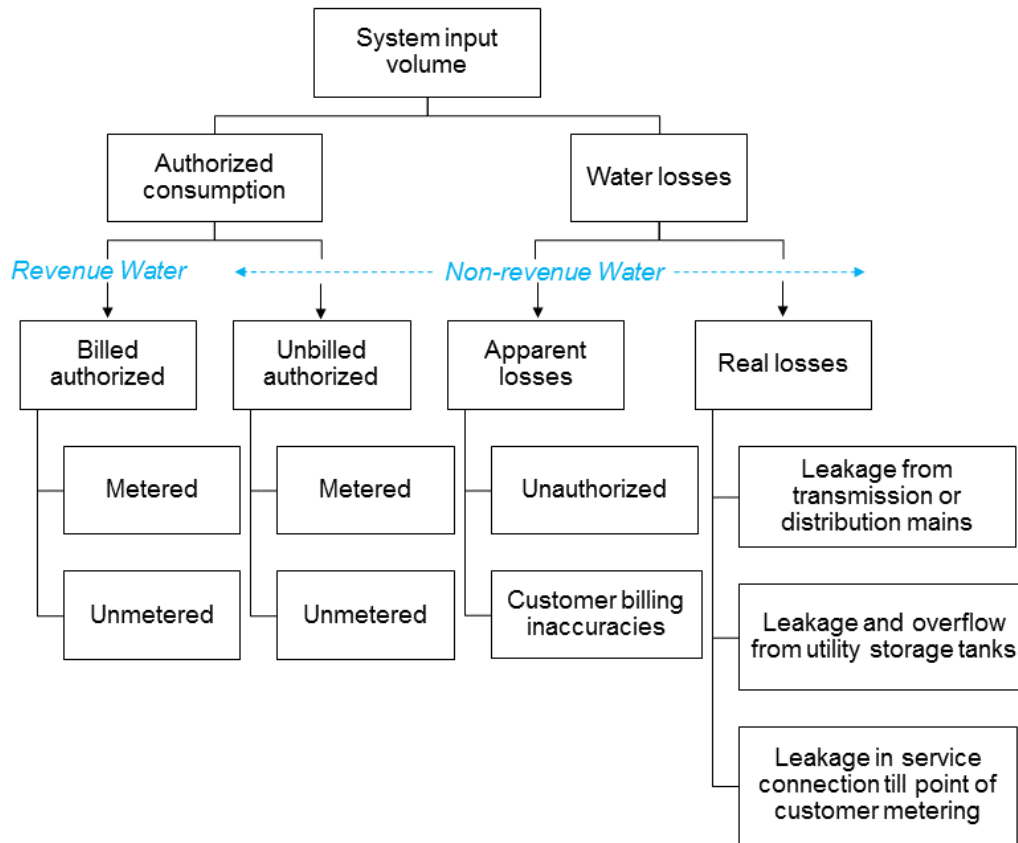 System input
volume
Authorized
consumption
Water losses
Revenue Water
Non-revenue Water
Billed
authorized
Unbilled
authorized
Apparent
losses
Real losses
Metered
Metered
Unauthorized
Leakage from
transmission or
distribution mains
Unmetered
Unmetered
Customer billing
inaccuracies
Leakage and overflow
from utility storage tanks
Leakage in service
connection till point of
customer metering